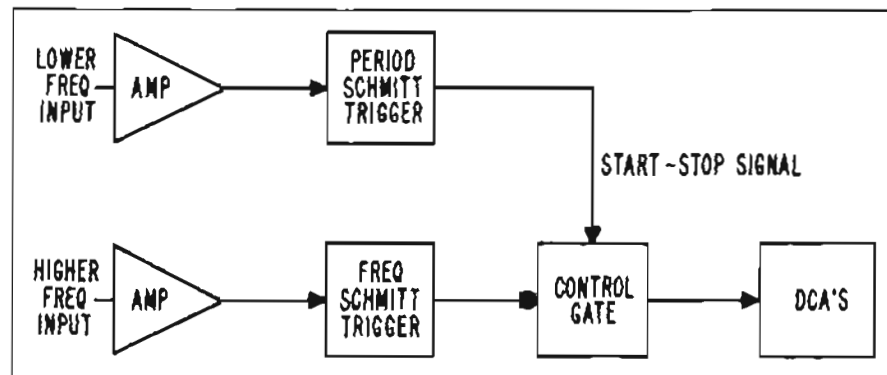 LOWER
FREQ
INPUT
AMP
PERIOD
SCHMITT
TRIGGER
START-STOP SIGNAL
HIGHER
FREQ
INPUT
AMP
FREQ
SCHMITT
TRIGGER
CONTROL
GATE
DCA'S